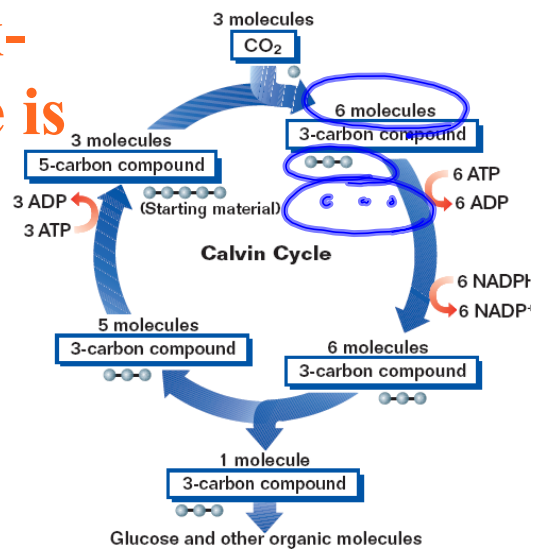 3 molecules
CO₂
e is
6 molecules
3-carbon compound
3 molecules
5-carbon compound
(Starting material)
3 ADP
3 ATP
6 ATP
6 ADP
Calvin Cycle
6 NADPH
6 NADP+
5 molecules
3-carbon compound
6 molecules
3-carbon compound
1 molecule
3-carbon compound
Glucose and other organic molecules